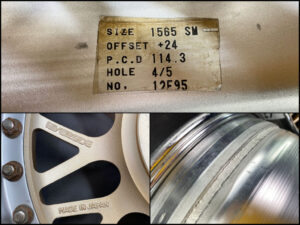 SIZE 1565 SM
OFFSET +24
P.C.D 114.3
HOLE 4/5
NO. 12F95
MADE IN JAPAN